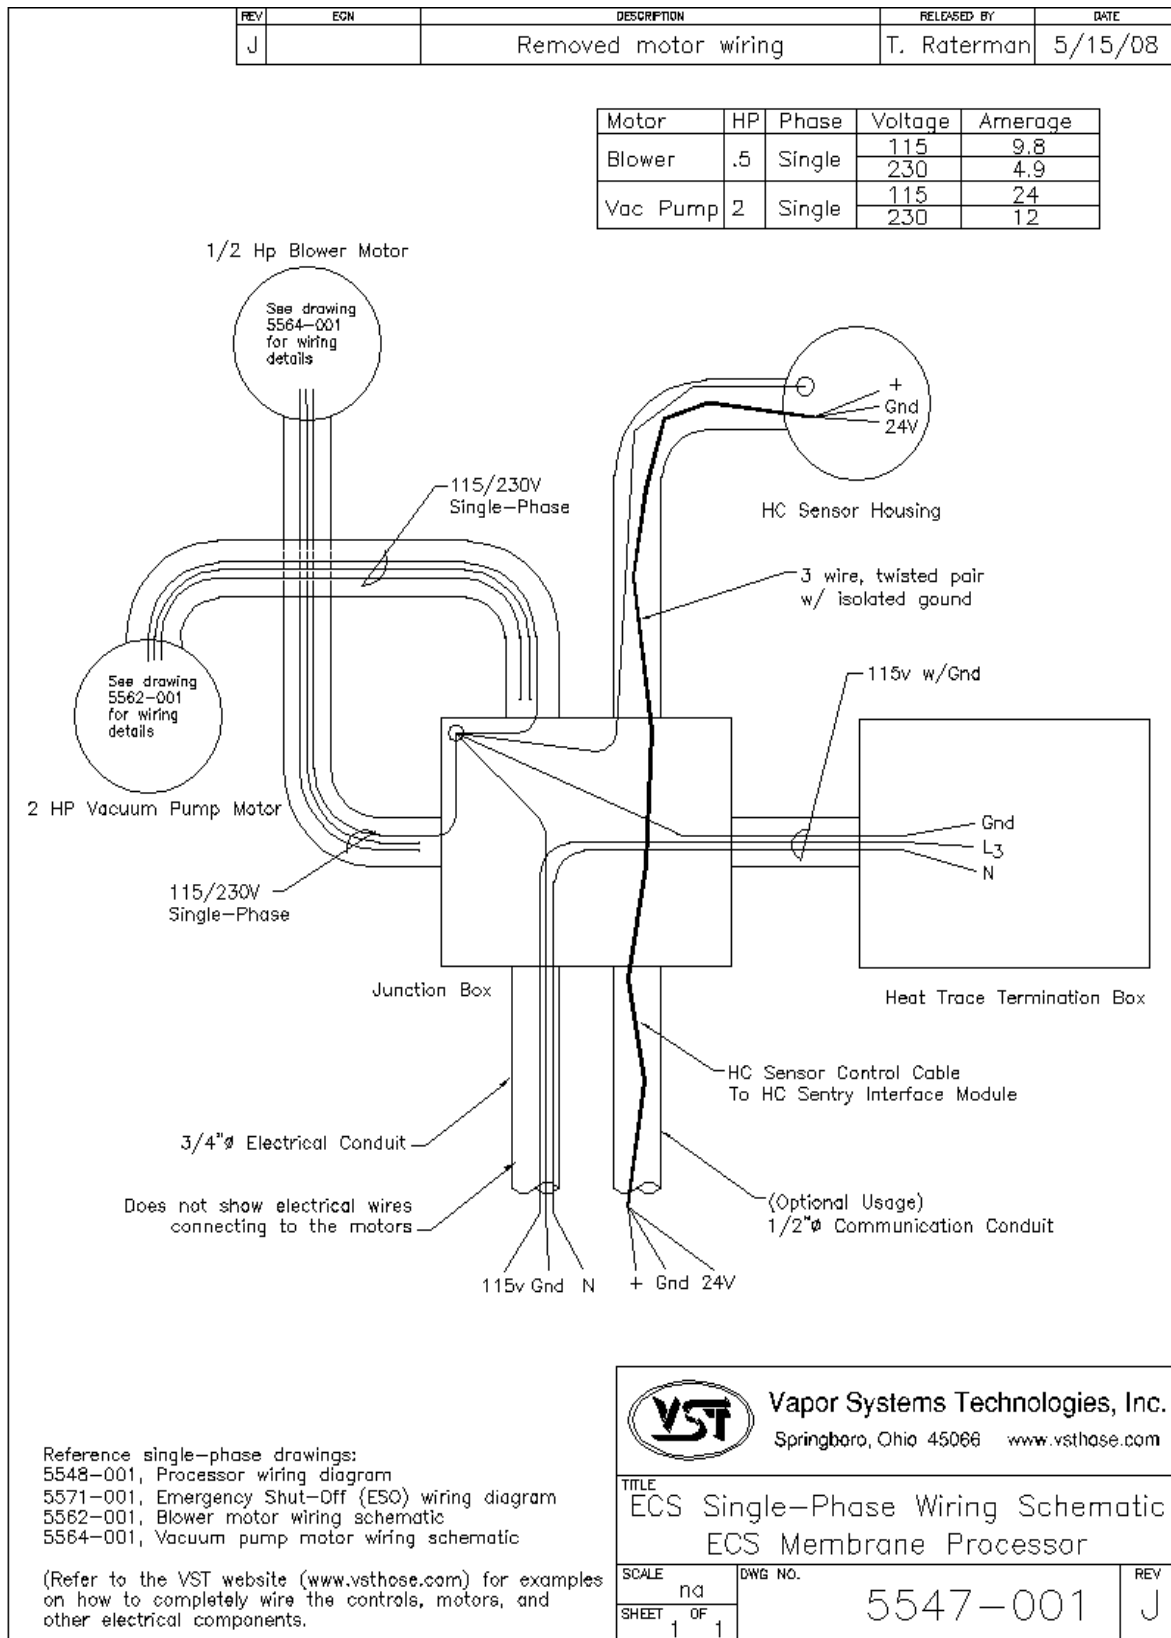 REV ECN DESCRIPTION RELEASED BY DATE
J Removed motor wiring T. Raterman 5/15/08
Motor HP Phase Voltage Amerage
Blower .5 Single 115 9.8
230 4.9
Vac Pump 2 Single 115 24
230 12
1/2 Hp Blower Motor
See drawing
5564-001
for wiring
details
+
Gnd
24V
HC Sensor Housing
115/230V
Single-Phase
3 wire, twisted pair
w/ isolated gound
See drawing
5562-001
for wiring
details
2 HP Vacuum Pump Motor
115v w/Gnd
Gnd
L3
N
115/230V
Single-Phase
Junction Box
Heat Trace Termination Box
HC Sensor Control Cable
To HC Sentry Interface Module
3/4"ø Electrical Conduit
Does not show electrical wires
connecting to the motors
(Optional Usage)
1/2"ø Communication Conduit
115v Gnd N
+ Gnd 24V
Reference single-phase drawings:
5548-001, Processor wiring diagram
5571-001, Emergency Shut-Off (ESO) wiring diagram
5562-001, Blower motor wiring schematic
5564-001, Vacuum pump motor wiring schematic
(Refer to the VST website (www.vsthose.com) for examples
on how to completely wire the controls, motors, and
other electrical components.
VST
Vapor Systems Technologies, Inc.
Springboro, Ohio 45066 www.vsthose.com
TITLE
ECS Single-Phase Wiring Schematic
ECS Membrane Processor
SCALE na
SHEET 1 OF 1
DWG NO. 5547-001
REV J